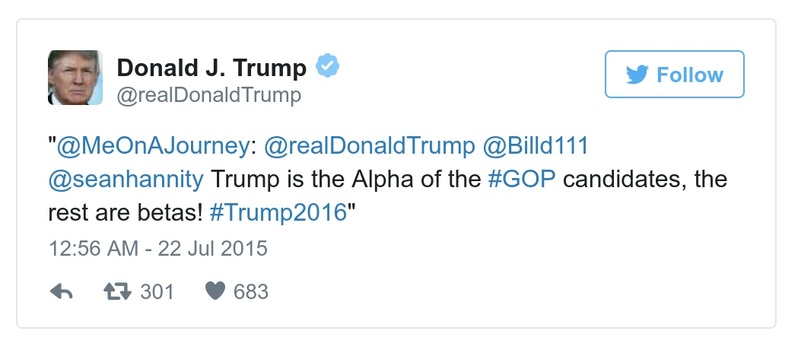 Donald J. Trump
@realDonaldTrump
Follow
"@MeOnAJourney: @realDonaldTrump @Billd111
@seanhannity Trump is the Alpha of the #GOP candidates, the
rest are betas! #Trump2016"
12:56 AM - 22 Jul 2015
301 683